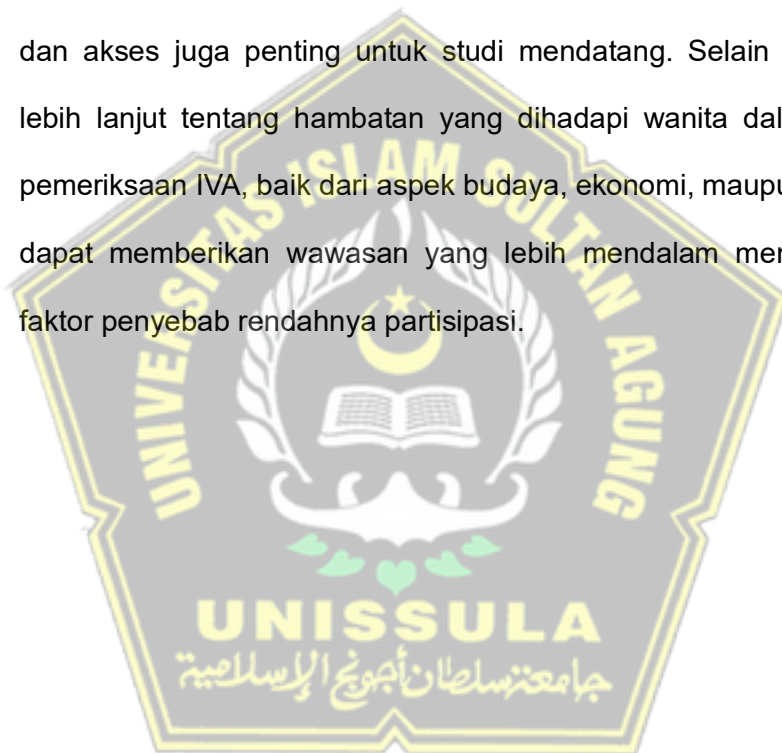 dan akses juga penting untuk studi mendatang. Selain
lebih lanjut tentang hambatan yang dihadapi wanita dal
pemeriksaan IVA, baik dari aspek budaya, ekonomi, maupu
dapat memberikan wawasan yang lebih mendalam men
faktor penyebab rendahnya partisipasi.
UNIVERSITAS ISLAM SULTAN AGUNG
UNISSULA
جامعة سلطان أجونج الإسلامية